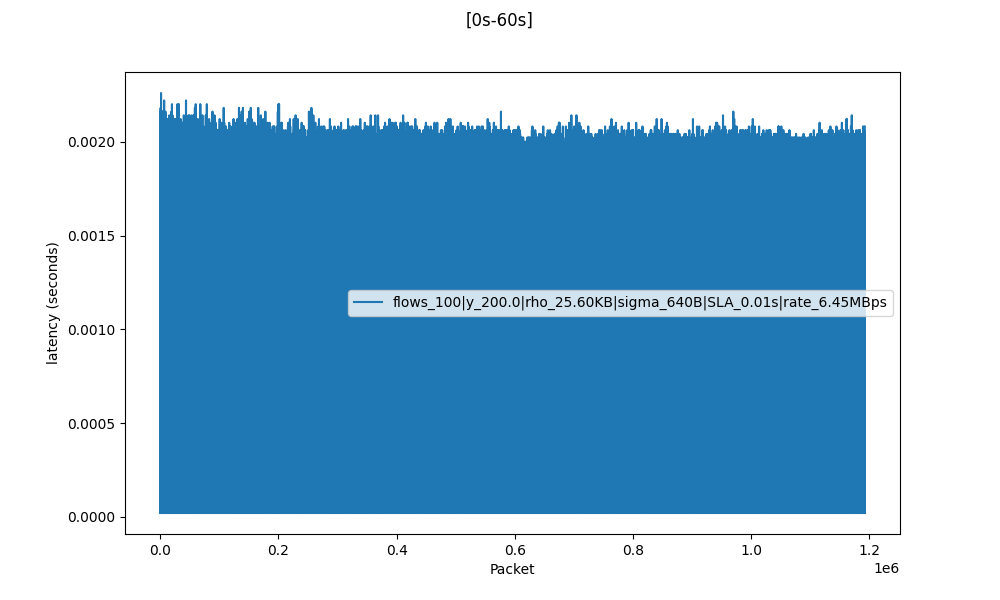 [0s-60s]
latency (seconds)
0.0020
0.0015
0.0010
0.0005
0.0000
flows_100|y_200.0|rho_25.60KB|sigma_640B|SLA_0.01s|rate_6.45MBps
0.0 0.2 0.4 0.6 0.8 1.0 1.2
1e6
Packet